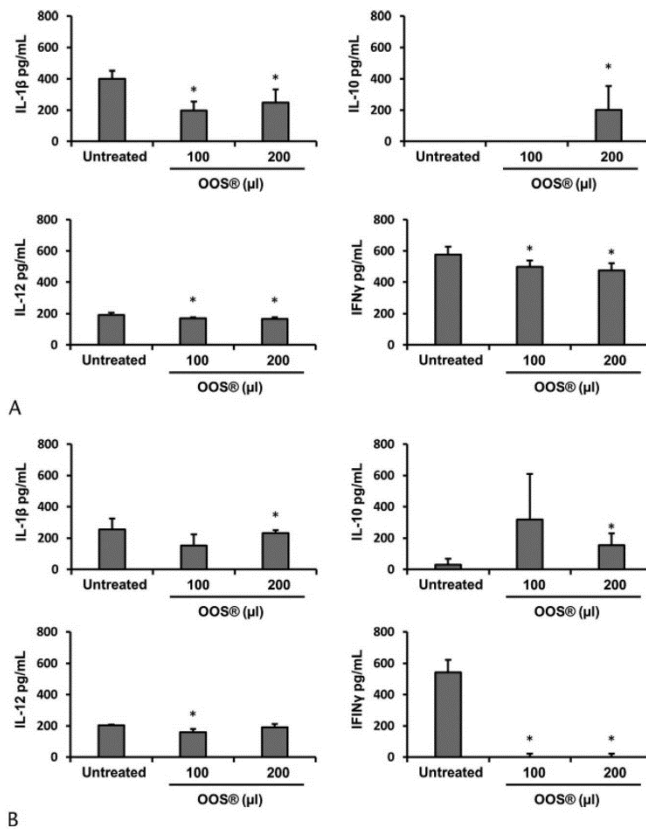 IL-1β pg/mL
800
600
400
200
0
*
*
Untreated
100
200
OOS® (µl)
IL-10 pg/mL
800
600
400
200
0
*
Untreated
100
200
OOS® (µl)
IL-12 pg/mL
800
600
400
200
0
*
*
Untreated
100
200
OOS® (µl)
IFNγ pg/mL
800
600
400
200
0
*
*
Untreated
100
200
OOS® (µl)
A
IL-1β pg/mL
800
600
400
200
0
*
Untreated
100
200
OOS® (µl)
IL-10 pg/mL
800
600
400
200
0
*
Untreated
100
200
OOS® (µl)
IL-12 pg/mL
800
600
400
200
0
*
Untreated
100
200
OOS® (µl)
IFINγ pg/mL
800
600
400
200
0
*
*
Untreated
100
200
OOS® (µl)
B